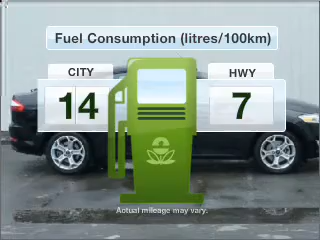 Fuel Consumption (litres/100km)
CITY HWY
14 7
Actual mileage may vary.